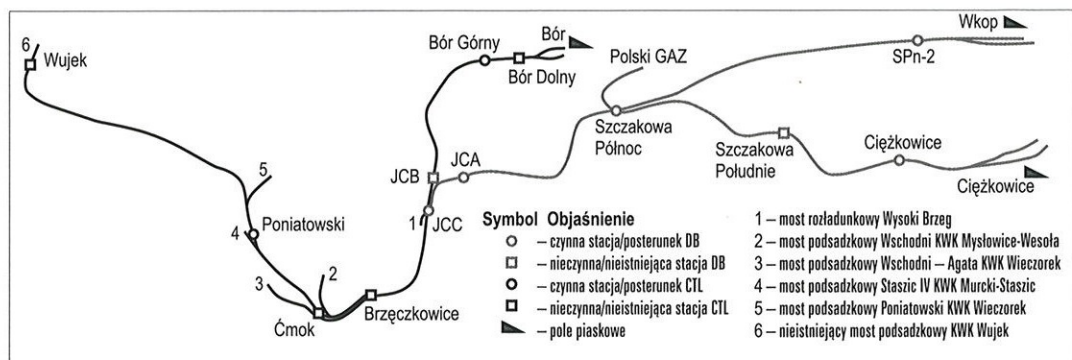 6
Wujek
5
Poniatowski
4
3
2
Ćmok
Brzęczkowice
Bór Górny
Bór
Bór Dolny
JCB
JCA
1
JCC
Polski GAZ
Szczakowa
Północ
Wkop
SPn-2
Szczakowa
Południe
Ciężkowice
Ciężkowice
Symbol Objaśnienie
– czynna stacja/posterunek DB
– nieczynna/nieistniejąca stacja DB
– czynna stacja/posterunek CTL
– nieczynna/nieistniejąca stacja CTL
– pole piaskowe
1 – most rozładunkowy Wysoki Brzeg
2 – most podsadzkowy Wschodni KWK Mysłowice-Wesoła
3 – most podsadzkowy Wschodni – Agata KWK Wieczorek
4 – most podsadzkowy Staszic IV KWK Murcki-Staszic
5 – most podsadzkowy Poniatowski KWK Wieczorek
6 – nieistniejący most podsadzkowy KWK Wujek